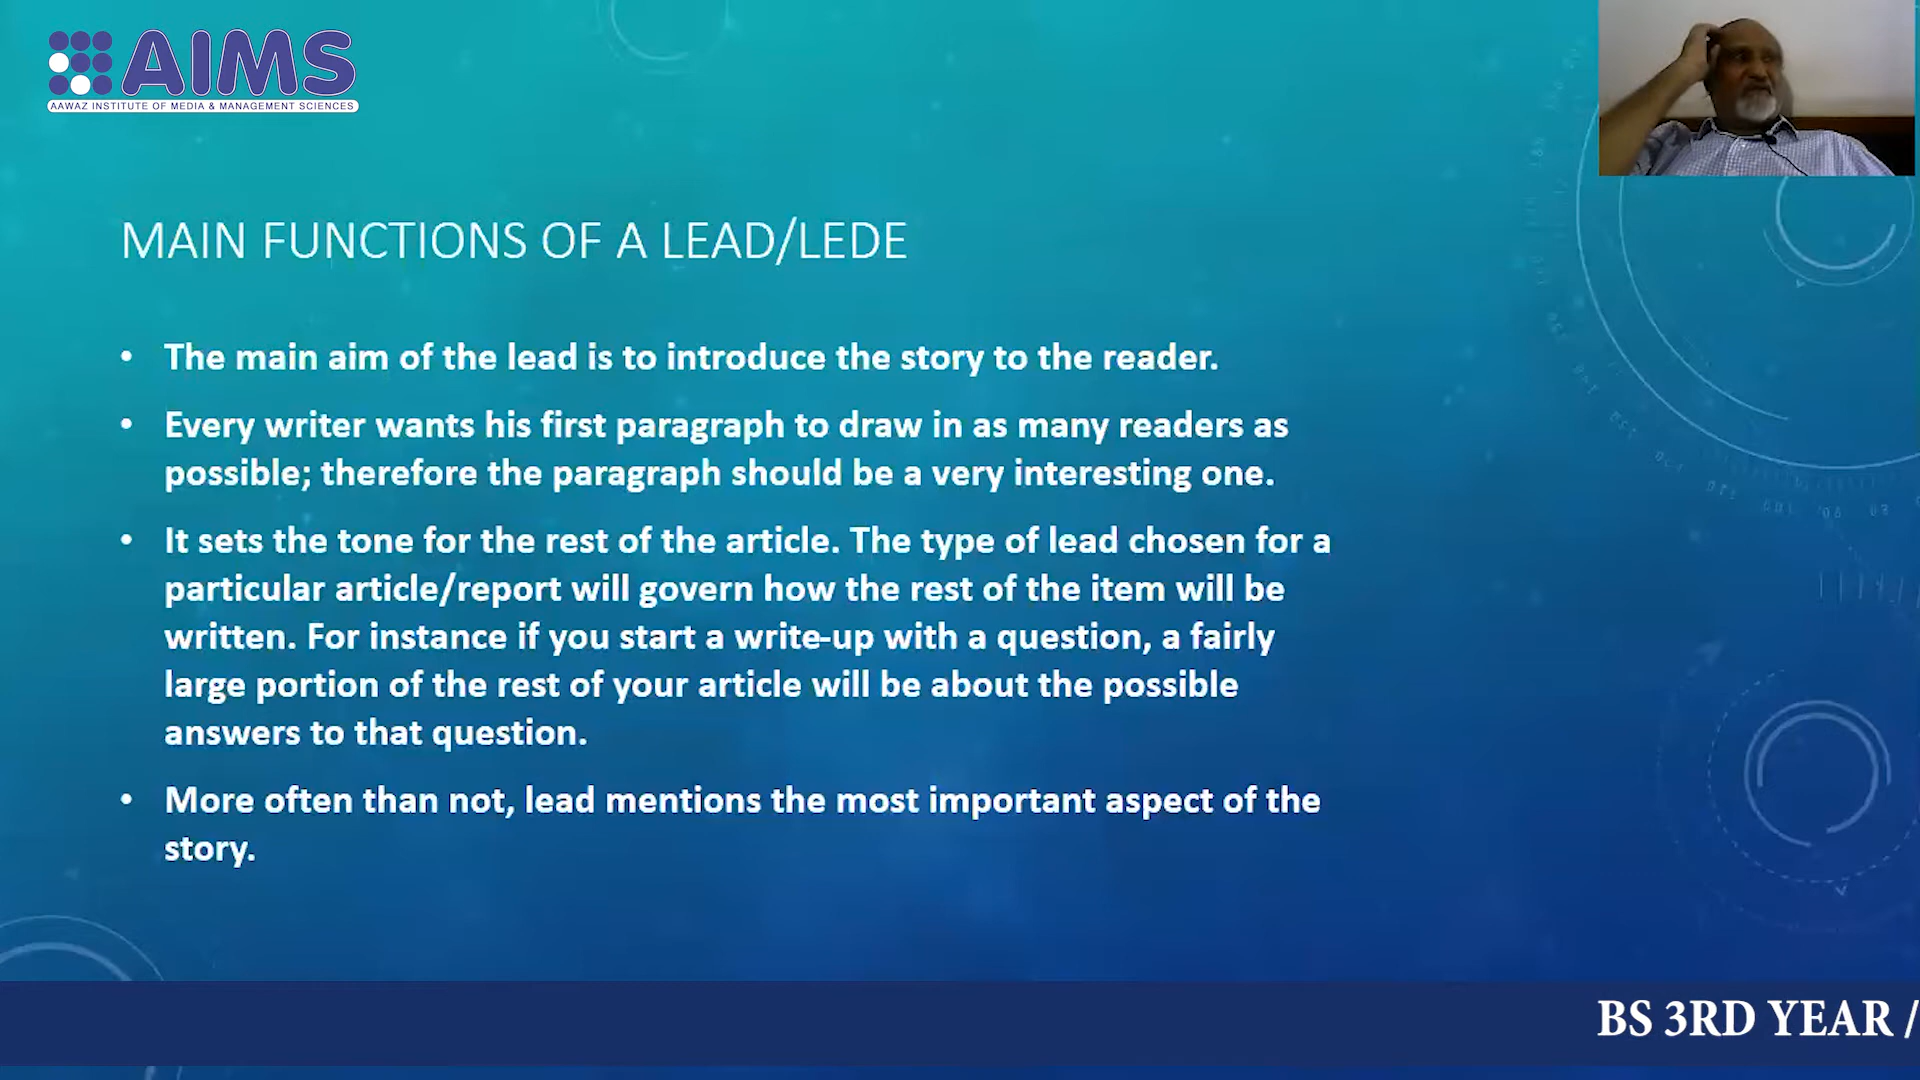 AIMS
AAWAZ INSTITUTE OF MEDIA & MANAGEMENT SCIENCES
MAIN FUNCTIONS OF A LEAD/LEDE
• The main aim of the lead is to introduce the story to the reader.
• Every writer wants his first paragraph to draw in as many readers as
possible; therefore the paragraph should be a very interesting one.
• It sets the tone for the rest of the article. The type of lead chosen for a
particular article/report will govern how the rest of the item will be
written. For instance if you start a write-up with a question, a fairly
large portion of the rest of your article will be about the possible
answers to that question.
• More often than not, lead mentions the most important aspect of the
story.
BS 3RD YEAR /